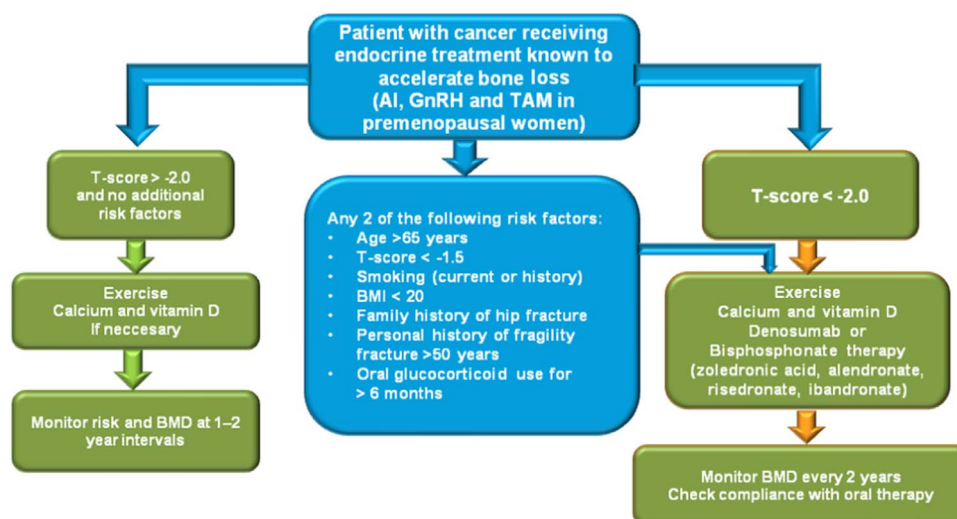 Patient with cancer receiving
endocrine treatment known to
accelerate bone loss
(AI, GnRH and TAM in
premenopausal women)
T-score > -2.0
and no additional
risk factors
Exercise
Calcium and vitamin D
If neccesary
Monitor risk and BMD at 1–2
year intervals
Any 2 of the following risk factors:
• Age >65 years
• T-score < -1.5
• Smoking (current or history)
• BMI < 20
• Family history of hip fracture
• Personal history of fragility
fracture >50 years
• Oral glucocorticoid use for
> 6 months
T-score < -2.0
Exercise
Calcium and vitamin D
Denosumab or
Bisphosphonate therapy
(zoledronic acid, alendronate,
risedronate, ibandronate)
Monitor BMD every 2 years
Check compliance with oral therapy